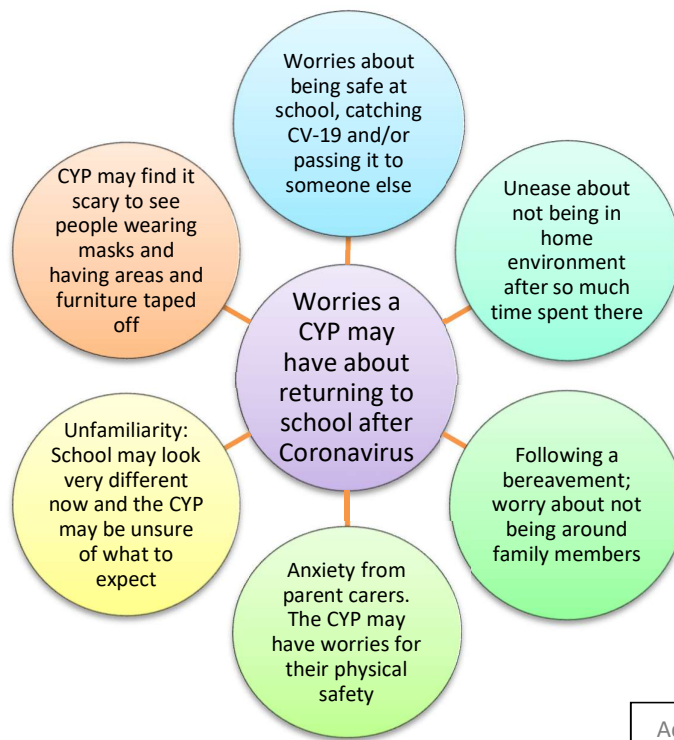 Worries about
being safe at
school, catching
CV-19 and/or
passing it to
someone else
Unease about
not being in
home
environment
after so much
time spent there
Following a
bereavement;
worry about not
being around
family members
Anxiety from
parent carers.
The CYP may
have worries for
their physical
safety
Unfamiliarity:
School may look
very different
now and the CYP
may be unsure
of what to
expect
CYP may find it
scary to see
people wearing
masks and
having areas and
furniture taped
off
Worries a
CYP may
have about
returning to
school after
Coronavirus